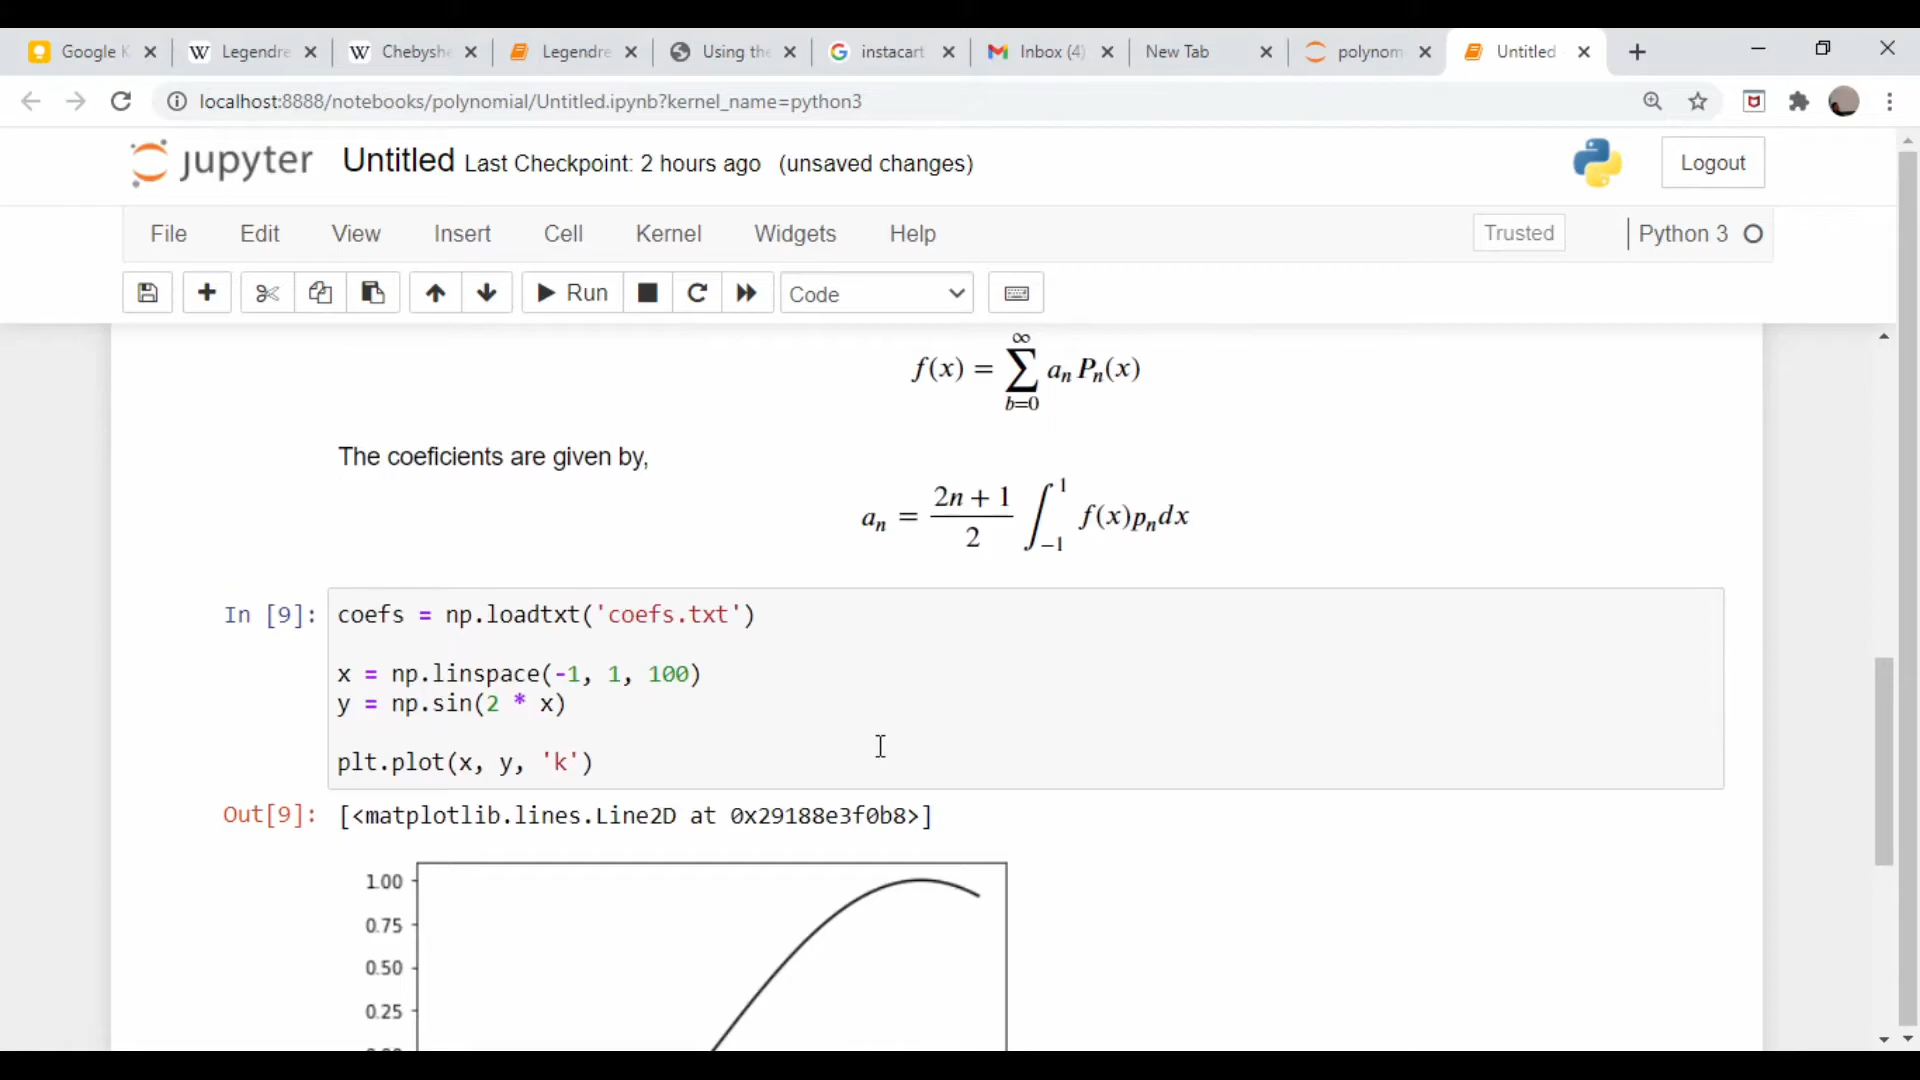 Google K
Legendre
Chebyshe
Legendre
Using the
instacart
Inbox (4)
New Tab
polynom
Untitled
localhost:8888/notebooks/polynomial/Untitled.ipynb?kernel_name=python3
jupyter Untitled Last Checkpoint: 2 hours ago (unsaved changes)
Logout
File Edit View Insert Cell Kernel Widgets Help Trusted Python 3
Run Code
f(x) = ∑_{b=0}^{∞} a_n P_n(x)
The coeficients are given by,
a_n = \frac{2n + 1}{2} ∫_{-1}^{1} f(x)p_n dx
In [9]: coefs = np.loadtxt('coefs.txt')
x = np.linspace(-1, 1, 100)
y = np.sin(2 * x)
plt.plot(x, y, 'k')
Out[9]: [<matplotlib.lines.Line2D at 0x29188e3f0b8>]
1.00
0.75
0.50
0.25